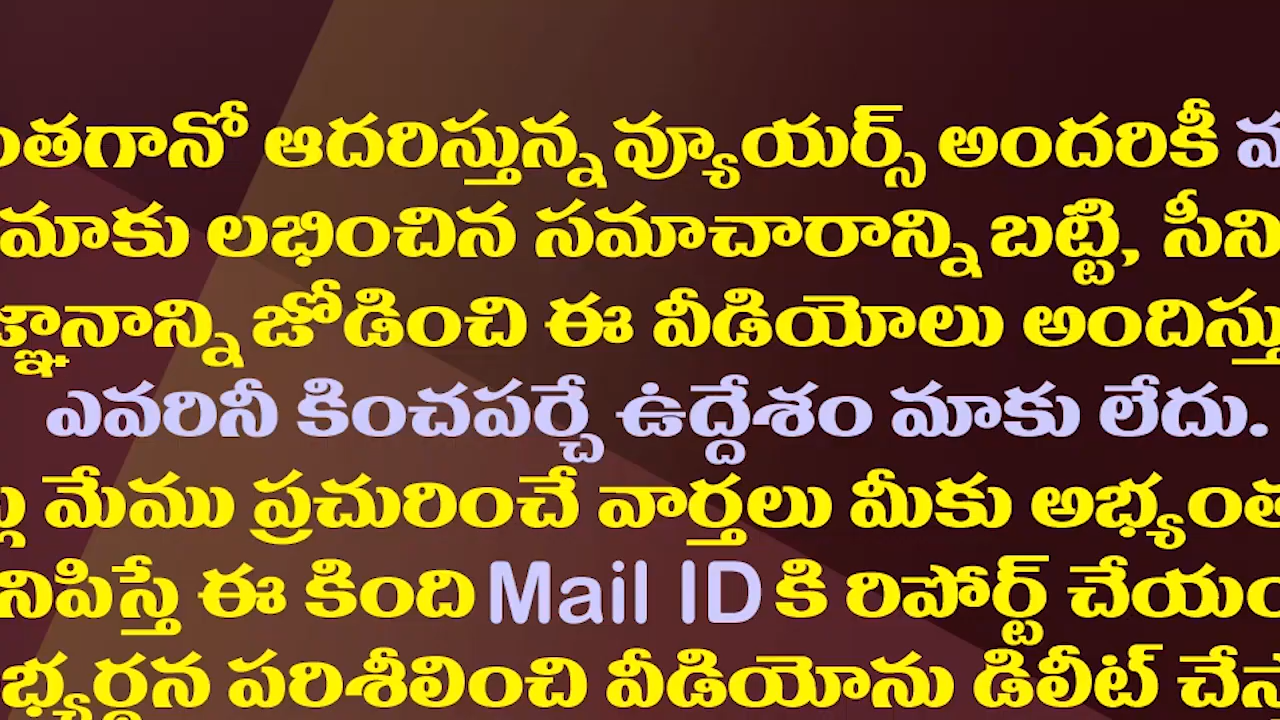 ఆదరిస్తున్న వ్యూయర్స్ అందరికీ
మాకు లభించిన సమాచారాన్ని బట్టి,
జోడించి ఈ వీడియోలు
ఎవరినీ కించపర్చే ఉద్దేశం మాకు లేదు.
మేము ప్రచురించే వార్తలు మీకు
ఈ కింది Mail ID కి రిపోర్ట్
పరిశీలించి వీడియోను డిలీట్